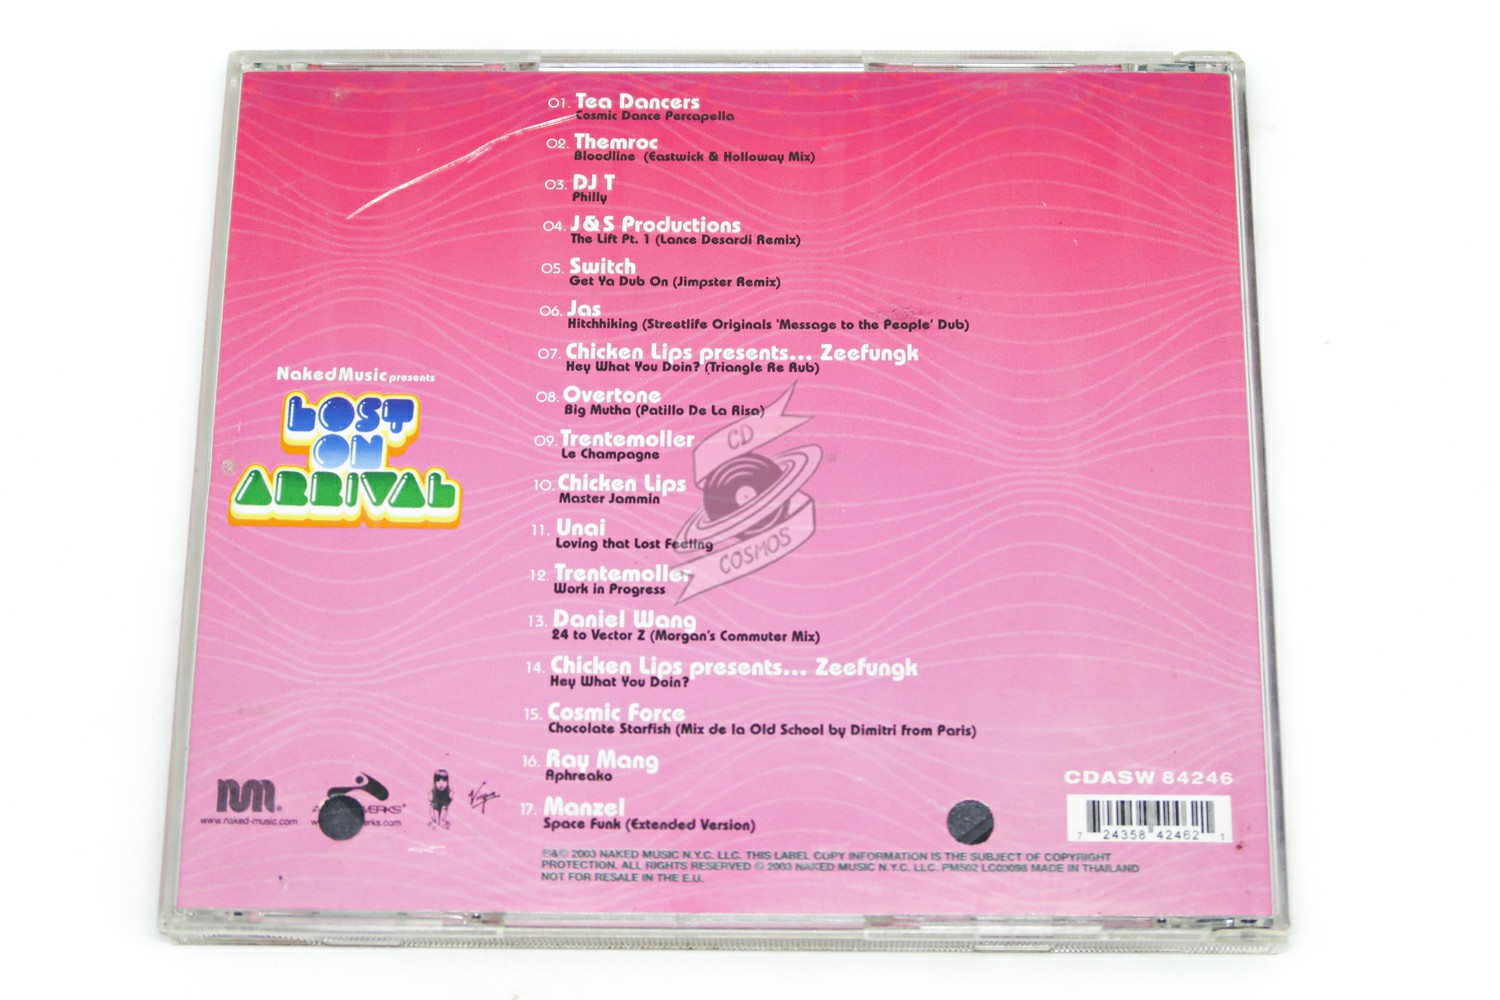 01. Tea Dancers
Cosmic Dance Percapella
02. Themroc
Bloodline (Eastwick & Holloway Mix)
03. DJ T
Philly
04. J&S Productions
The Lift Pt. 1 (Lance Desardi Remix)
05. Switch
Get Ya Dub On (Jimpster Remix)
06. Jas
Hitchhiking (Streetlife Originals 'Message to the People' Dub)
07. Chicken Lips presents... Zeefungk
Hey What You Doin? (Triangle Re Rub)
08. Overtone
Big Mutha (Patillo De La Risa)
09. Trentemoller
Le Champagne
10. Chicken Lips
Master Jammin
11. Unai
Loving that Lost Feeling
12. Trentemoller
Work in Progress
13. Daniel Wang
24 to Vector Z (Morgan's Commuter Mix)
14. Chicken Lips presents... Zeefungk
Hey What You Doin?
15. Cosmic Force
Chocolate Starfish (Mix de la Old School by Dimitri from Paris)
16. Ray Mang
Aphreako
17. Manzel
Space Funk (Extended Version)
NakedMusic presents
LOST
ON
ARRIVAL
CD
COSMOS
nm.
www.naked-music.com
Virgin
CDASW 84246
7 24358 42462 1
℗&© 2003 NAKED MUSIC N.Y.C. LLC. THIS LABEL COPY INFORMATION IS THE SUBJECT OF COPYRIGHT
PROTECTION. ALL RIGHTS RESERVED © 2003 NAKED MUSIC N.Y.C. LLC. PM502 LC03098 MADE IN THAILAND
NOT FOR RESALE IN THE E.U.